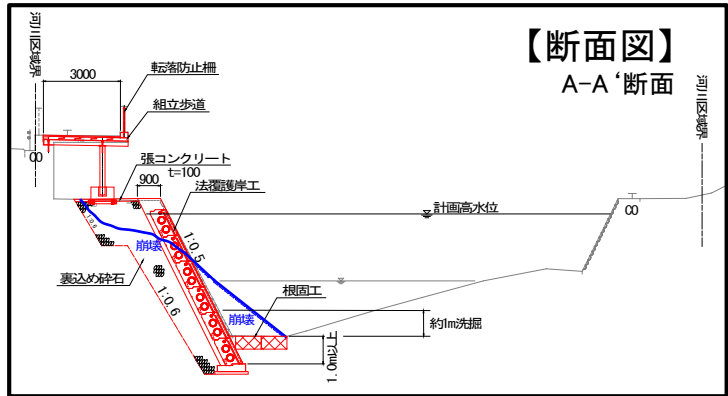 【断面図】
A-A‘断面
河川区域界
河川区域界
3000
転落防止柵
組立歩道
張コンクリート
t=100
900
法覆護岸工
計画高水位
1:0.6
崩壊
1:0.5
裏込め砕石
1:0.6
根固工
崩壊
約1m洗掘
1.0m以上